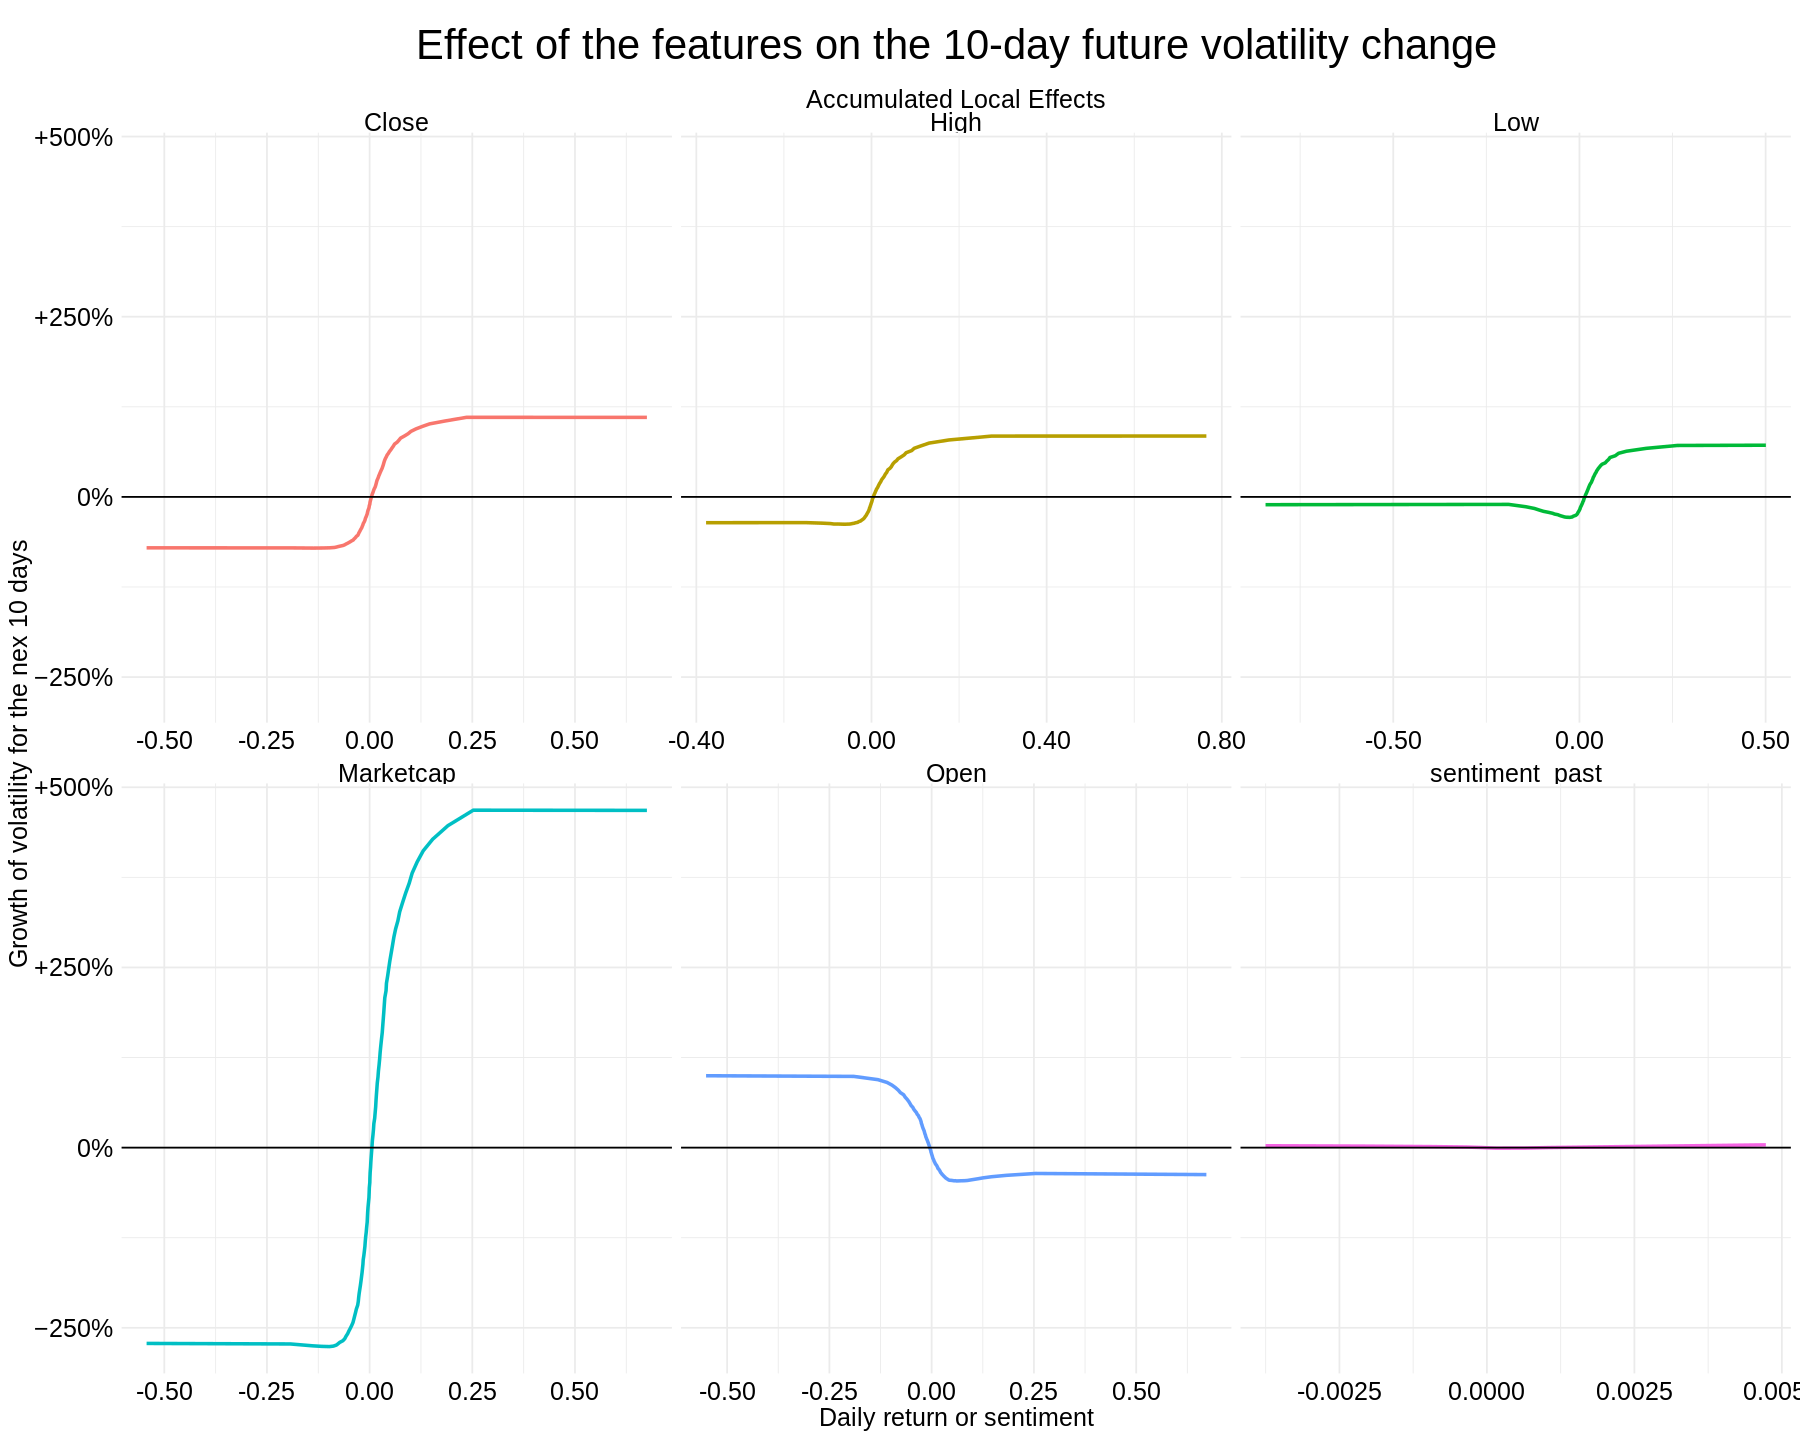 Effect of the features on the 10-day future volatility change
Accumulated Local Effects
Close
High
Low
+500%
+250%
0%
−250%
-0.50 -0.25 0.00 0.25 0.50
-0.40 0.00 0.40 0.80
-0.50 0.00 0.50
Marketcap
Open
sentiment_past
+500%
+250%
0%
−250%
-0.50 -0.25 0.00 0.25 0.50
-0.50 -0.25 0.00 0.25 0.50
-0.0025 0.0000 0.0025 0.005
Daily return or sentiment
Growth of volatility for the nex 10 days